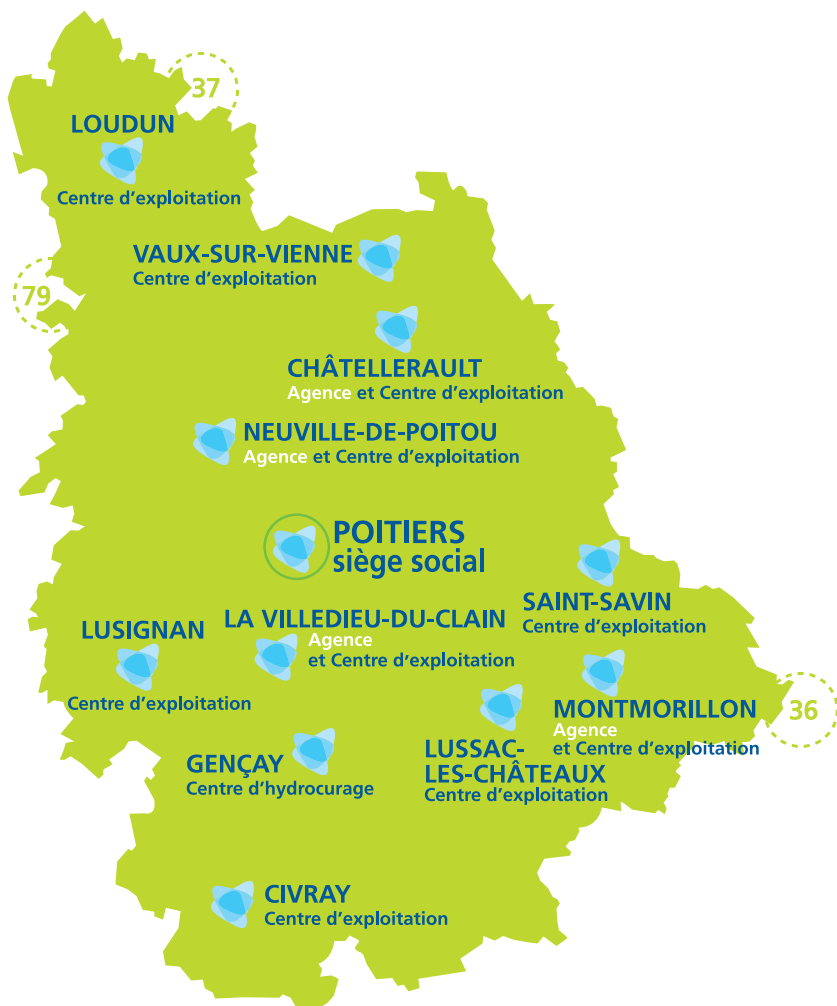 37
LOUDUN
Centre d'exploitation
VAUX-SUR-VIENNE
Centre d'exploitation
79
CHÂTELLERAULT
Agence et Centre d'exploitation
NEUVILLE-DE-POITOU
Agence et Centre d'exploitation
POITIERS
siège social
SAINT-SAVIN
Centre d'exploitation
LA VILLEDIEU-DU-CLAIN
Agence
et Centre d'exploitation
LUSIGNAN
Centre d'exploitation
MONTMORILLON
Agence
et Centre d'exploitation
36
LUSSAC-
LES-CHÂTEAUX
Centre d'exploitation
GENÇAY
Centre d'hydrocurage
CIVRAY
Centre d'exploitation